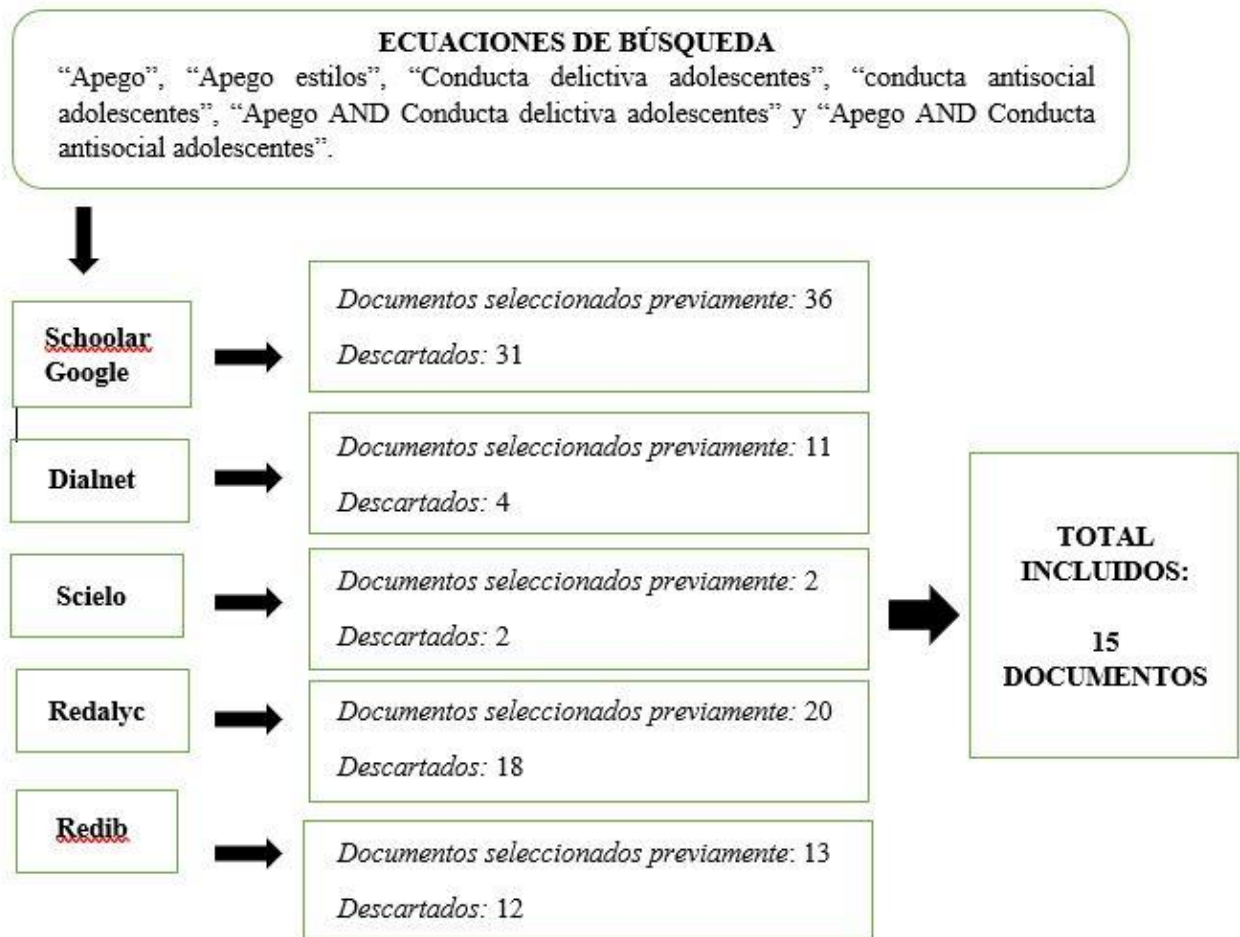 ECUACIONES DE BÚSQUEDA
“Apego”, “Apego estilos”, “Conducta delictiva adolescentes”, “conducta antisocial
adolescentes”, “Apego AND Conducta delictiva adolescentes” y “Apego AND Conducta
antisocial adolescentes”.
Schoolar
Google
Documentos seleccionados previamente: 36
Descartados: 31
Dialnet
Documentos seleccionados previamente: 11
Descartados: 4
Scielo
Documentos seleccionados previamente: 2
Descartados: 2
Redalyc
Documentos seleccionados previamente: 20
Descartados: 18
Redib
Documentos seleccionados previamente: 13
Descartados: 12
TOTAL
INCLUIDOS:
15
DOCUMENTOS